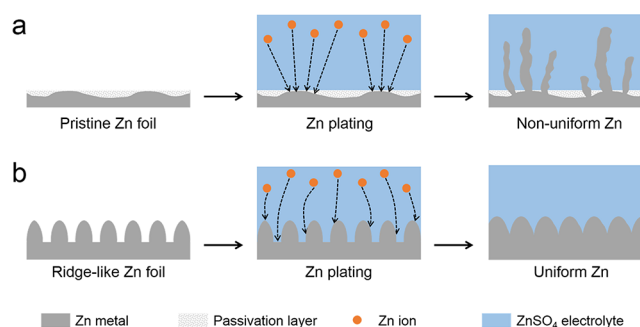 a
Pristine Zn foil
Zn plating
Non-uniform Zn
b
Ridge-like Zn foil
Zn plating
Uniform Zn
Zn metal
Passivation layer
Zn ion
ZnSO₄ electrolyte